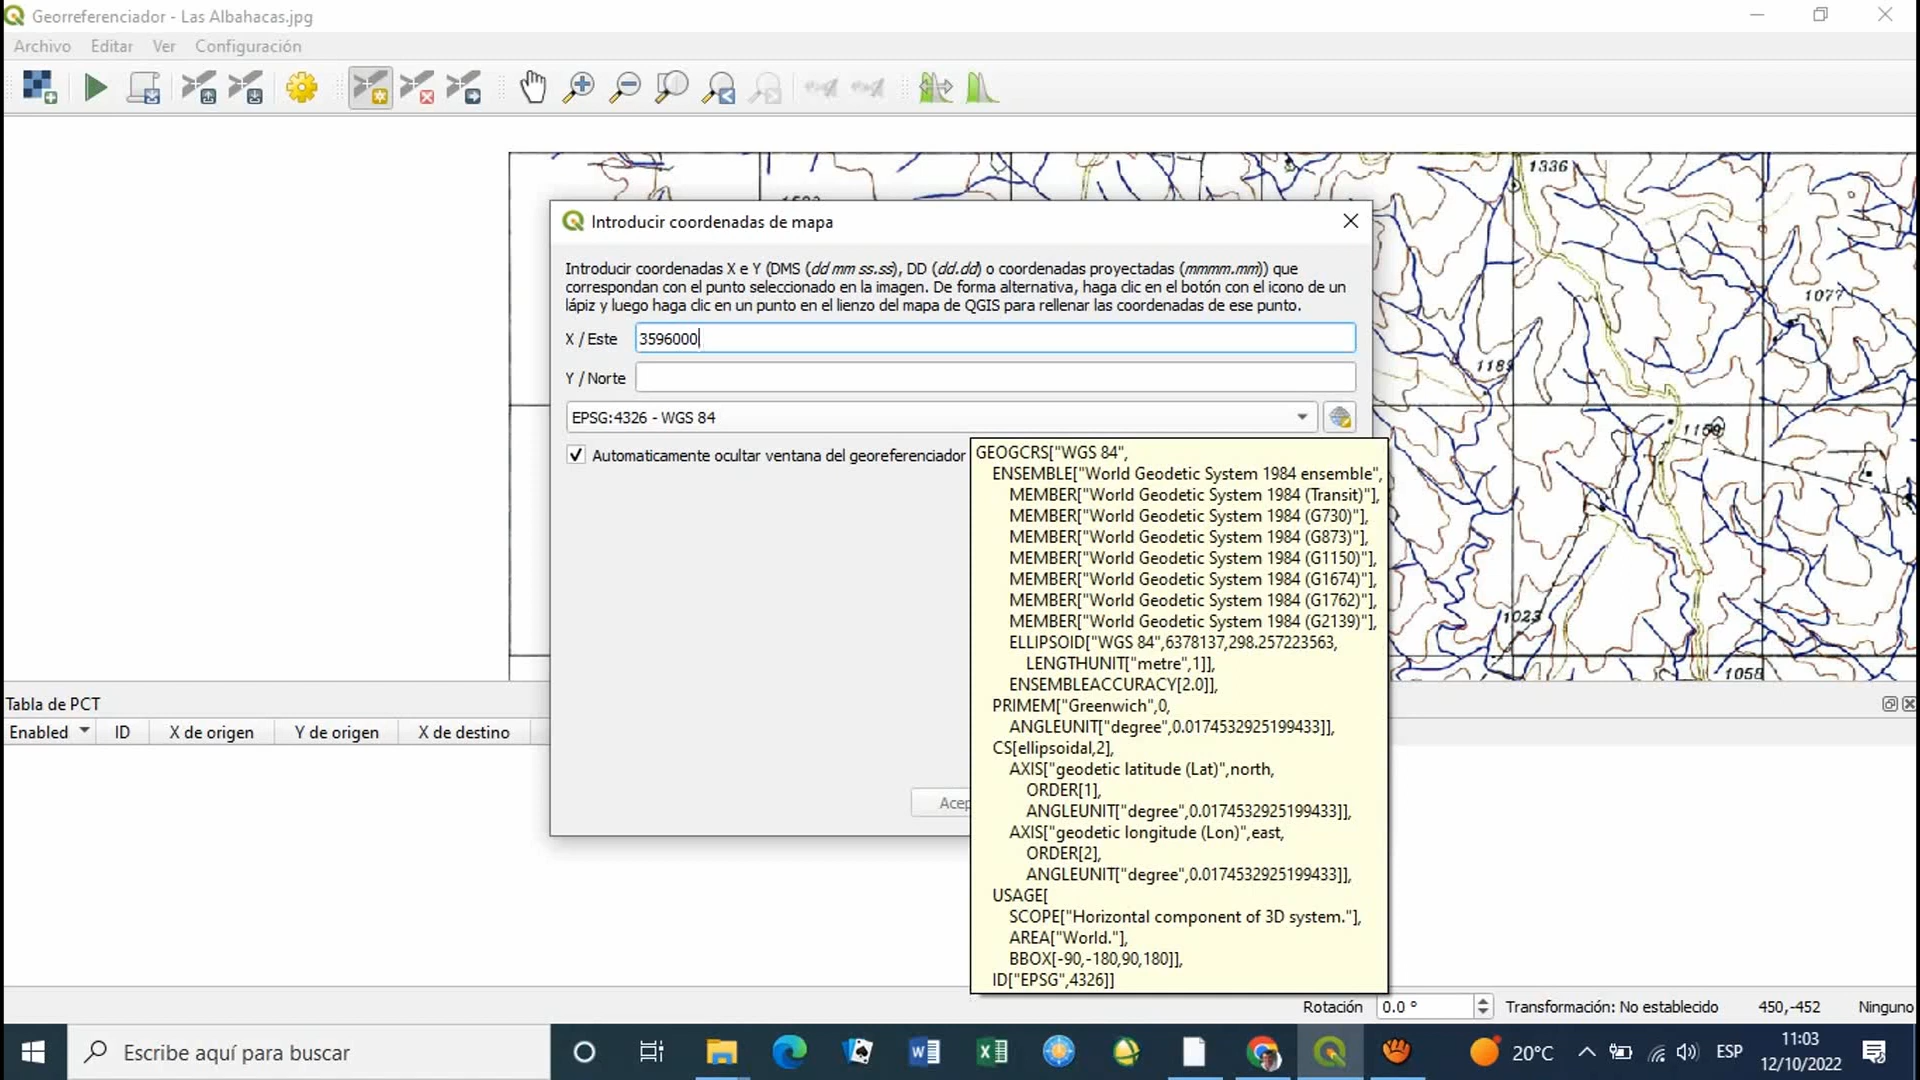 Georreferenciador - Las Albahacas.jpg
Archivo Editar Ver Configuración
1336
1077
1189
1159
1023
1058
Introducir coordenadas de mapa
Introducir coordenadas X e Y (DMS (dd mm ss.ss), DD (dd.dd) o coordenadas proyectadas (mmmm.mm)) que
correspondan con el punto seleccionado en la imagen. De forma alternativa, haga clic en el botón con el icono de un
lápiz y luego haga clic en un punto en el lienzo del mapa de QGIS para rellenar las coordenadas de ese punto.
X / Este 3596000
Y / Norte
EPSG:4326 - WGS 84
Automaticamente ocultar ventana del georeferenciador
GEOGCRS["WGS 84",
ENSEMBLE["World Geodetic System 1984 ensemble",
MEMBER["World Geodetic System 1984 (Transit)"],
MEMBER["World Geodetic System 1984 (G730)"],
MEMBER["World Geodetic System 1984 (G873)"],
MEMBER["World Geodetic System 1984 (G1150)"],
MEMBER["World Geodetic System 1984 (G1674)"],
MEMBER["World Geodetic System 1984 (G1762)"],
MEMBER["World Geodetic System 1984 (G2139)"],
ELLIPSOID["WGS 84",6378137,298.257223563,
LENGTHUNIT["metre",1]],
ENSEMBLEACCURACY[2.0]],
PRIMEM["Greenwich",0,
ANGLEUNIT["degree",0.0174532925199433]],
CS[ellipsoidal,2],
AXIS["geodetic latitude (Lat)",north,
ORDER[1],
ANGLEUNIT["degree",0.0174532925199433]],
AXIS["geodetic longitude (Lon)",east,
ORDER[2],
ANGLEUNIT["degree",0.0174532925199433]],
USAGE[
SCOPE["Horizontal component of 3D system."],
AREA["World."],
BBOX[-90,-180,90,180]],
ID["EPSG",4326]]
Acep
Tabla de PCT
Enabled ID X de origen Y de origen X de destino
Rotación 0.0 ° Transformación: No establecido 450,-452 Ninguno
Escribe aquí para buscar
20°C
ESP
11:03
12/10/2022